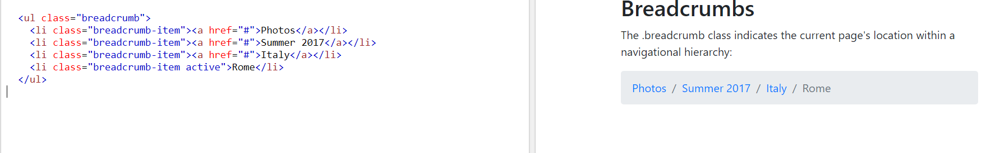 <ul class="breadcrumb">
  <li class="breadcrumb-item"><a href="#">Photos</a></li>
  <li class="breadcrumb-item"><a href="#">Summer 2017</a></li>
  <li class="breadcrumb-item"><a href="#">Italy</a></li>
  <li class="breadcrumb-item active">Rome</li>
</ul>
Breadcrumbs
The .breadcrumb class indicates the current page's location within a
navigational hierarchy:
Photos / Summer 2017 / Italy / Rome